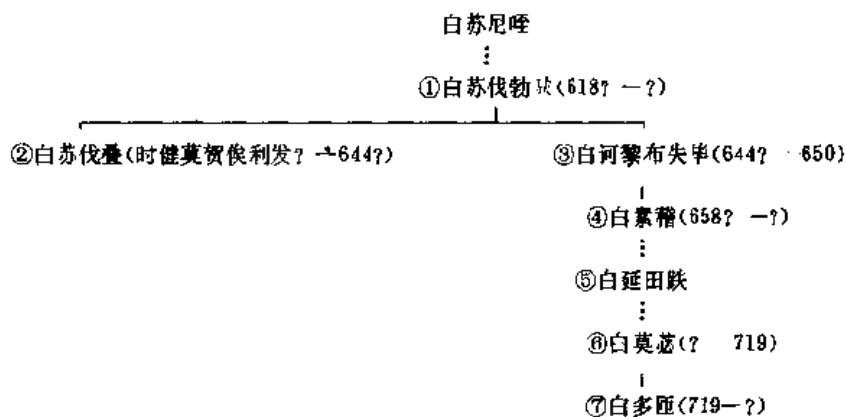 白苏尼咥
①白苏伐勃𫘝(618? —?)
②白苏伐叠(时健莫贺俟利发? —644?)
③白诃黎布失毕(644? 650)
④白素稽(658? —?)
⑤白延田跌
⑥白莫苾(? 719)
⑦白多匝(719—?)